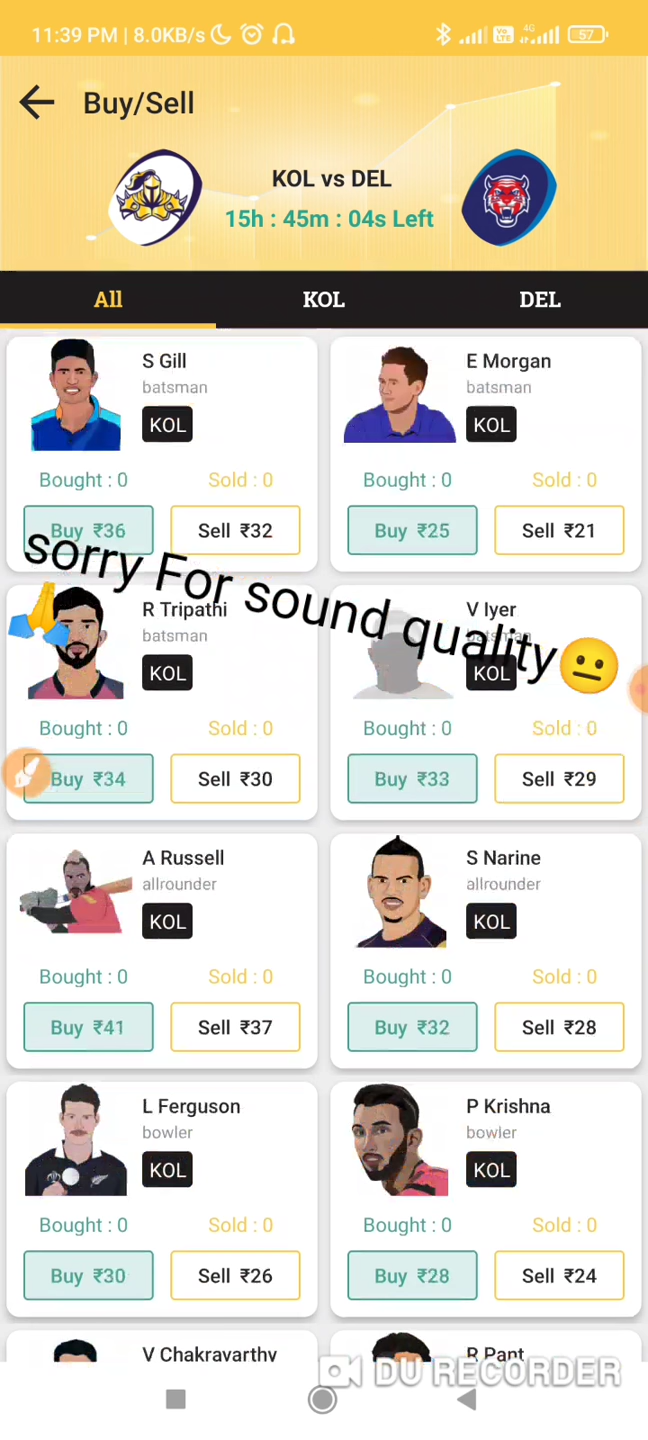 11:39 PM | 8.0KB/s
Vo LTE 4G 57
Buy/Sell
KOL vs DEL
15h : 45m : 04s Left
All KOL DEL
S Gill
batsman
KOL
Bought : 0 Sold : 0
Buy ₹36 Sell ₹32
E Morgan
batsman
KOL
Bought : 0 Sold : 0
Buy ₹25 Sell ₹21
sorry For sound quality😐
🙏
R Tripathi
batsman
KOL
Bought : 0 Sold : 0
Buy ₹34 Sell ₹30
V Iyer
batsman
KOL
Bought : 0 Sold : 0
Buy ₹33 Sell ₹29
A Russell
allrounder
KOL
Bought : 0 Sold : 0
Buy ₹41 Sell ₹37
S Narine
allrounder
KOL
Bought : 0 Sold : 0
Buy ₹32 Sell ₹28
L Ferguson
bowler
KOL
Bought : 0 Sold : 0
Buy ₹30 Sell ₹26
P Krishna
bowler
KOL
Bought : 0 Sold : 0
Buy ₹28 Sell ₹24
V Chakravarthy
R Pant
DU RECORDER